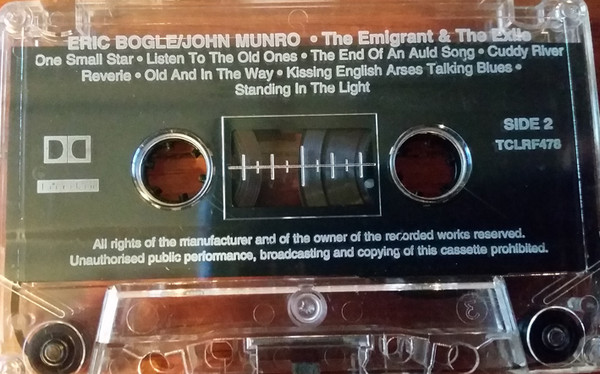 ERIC BOGLE/JOHN MUNRO • The Emigrant & The Exile
One Small Star • Listen To The Old Ones • The End Of An Auld Song • Cuddy River
Reverie • Old And In The Way • Kissing English Arses Talking Blues •
Standing In The Light
SIDE 2
TCLRF478
All rights of the manufacturer and of the owner of the recorded works reserved.
Unauthorised public performance, broadcasting and copying of this cassette prohibited.